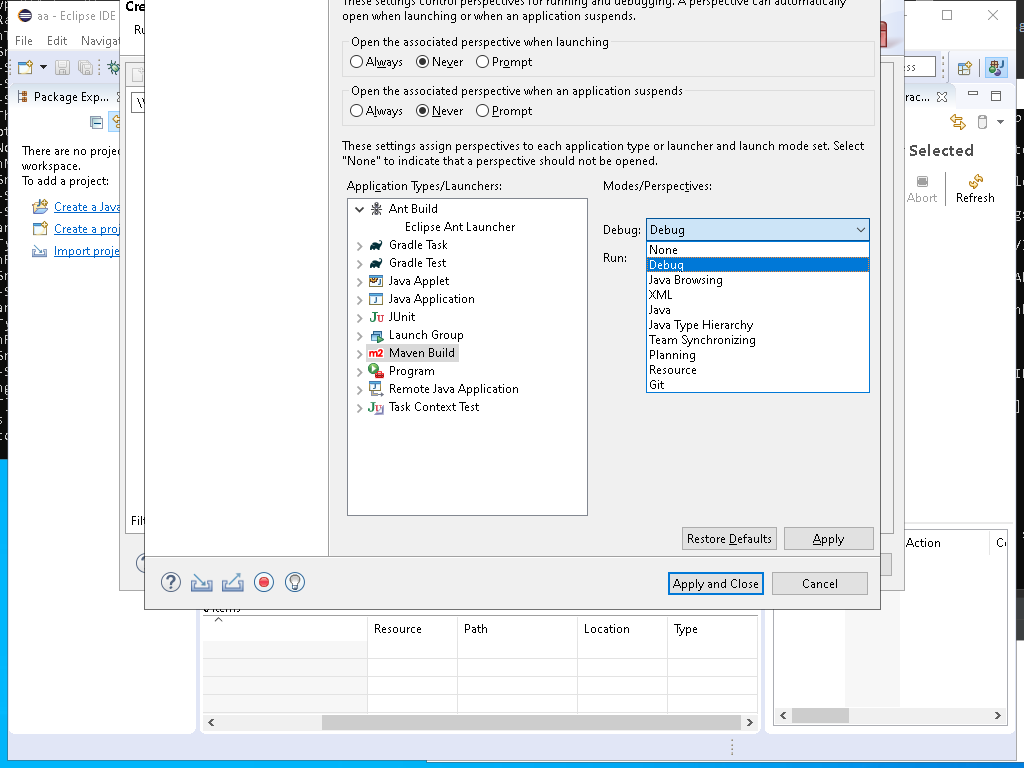 aa - Eclipse IDE
Cre
File Edit Navigat
Ru
These settings control perspectives for running and debugging. A perspective can automatically
open when launching or when an application suspends.
Open the associated perspective when launching
Always Never Prompt
Open the associated perspective when an application suspends
Always Never Prompt
These settings assign perspectives to each application type or launcher and launch mode set. Select
"None" to indicate that a perspective should not be opened.
Application Types/Launchers:
Modes/Perspectives:
Ant Build
Eclipse Ant Launcher
Gradle Task
Gradle Test
Java Applet
Java Application
JUnit
Launch Group
Maven Build
Program
Remote Java Application
Task Context Test
Debug: Debug
Run:
None
Debug
Java Browsing
XML
Java
Java Type Hierarchy
Team Synchronizing
Planning
Resource
Git
Restore Defaults Apply
Apply and Close Cancel
Package Exp...
There are no proje
workspace.
To add a project:
Create a Java
Create a proj
Import proje
Filt
ess
rac...
Selected
Abort Refresh
Action
Resource Path Location Type